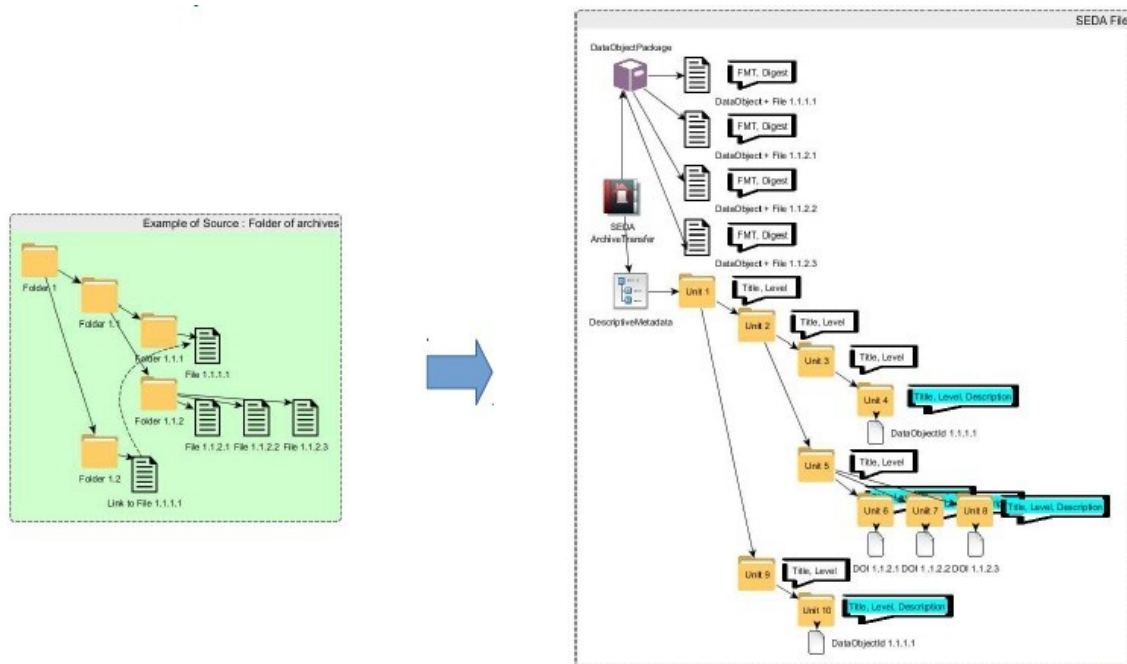 Example of Source : Folder of archives
Folder 1
Folder 1.1
Folder 1.1.1
File 1.1.1.1
Folder 1.1.2
File 1.1.2.1
File 1.1.2.2
File 1.1.2.3
Folder 1.2
Link to File 1.1.1.1
SEDA File
DataObjectPackage
FMT, Digest
DataObject + File 1.1.1.1
FMT, Digest
DataObject + File 1.1.2.1
FMT, Digest
DataObject + File 1.1.2.2
SEDA
ArchiveTransfer
FMT, Digest
DataObject + File 1.1.2.3
DescriptiveMetadata
Unit 1
Title, Level
Unit 2
Title, Level
Unit 3
Title, Level
Unit 4
Title, Level, Description
DataObjectId 1.1.1.1
Unit 5
Title, Level
Unit 6
Unit 7
Unit 8
Title, Level, Description
DOI 1.1.2.1
DOI 1.1.2.2
DOI 1.1.2.3
Unit 9
Title, Level
Unit 10
Title, Level, Description
DataObjectId 1.1.1.1